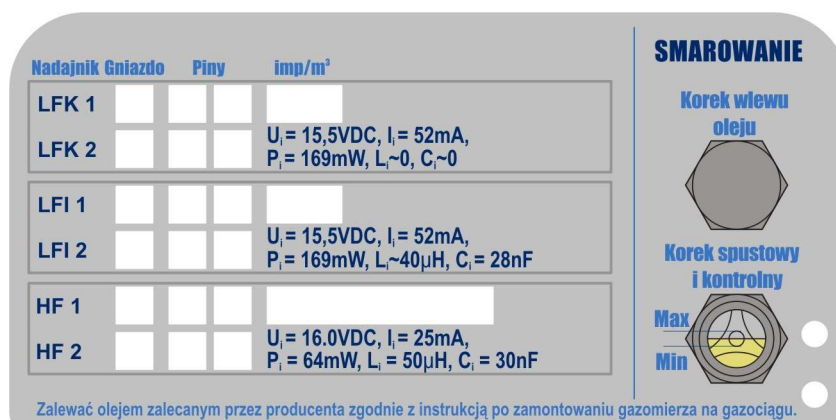 Nadajnik Gniazdo Piny imp/m³
LFK 1
LFK 2
Uᵢ = 15,5VDC, Iᵢ = 52mA,
Pᵢ = 169mW, Lᵢ~0, Cᵢ~0
LFI 1
LFI 2
Uᵢ = 15,5VDC, Iᵢ = 52mA,
Pᵢ = 169mW, Lᵢ~40µH, Cᵢ = 28nF
HF 1
HF 2
Uᵢ = 16.0VDC, Iᵢ = 25mA,
Pᵢ = 64mW, Lᵢ = 50µH, Cᵢ = 30nF
SMAROWANIE
Korek wlewu
oleju
Korek spustowy
i kontrolny
Max
Min
Zalewać olejem zalecanym przez producenta zgodnie z instrukcją po zamontowaniu gazomierza na gazociągu.